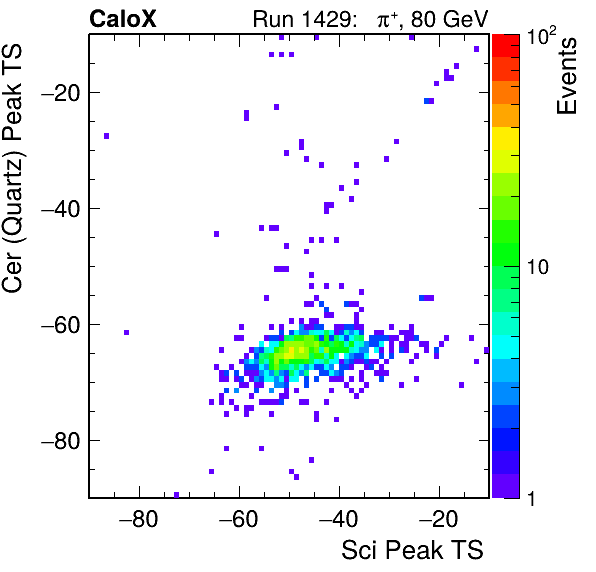 CaloX Run 1429: π⁺, 80 GeV
Cer (Quartz) Peak TS
−20
−40
−60
−80
−80 −60 −40 −20
Sci Peak TS
10²
10
1
Events